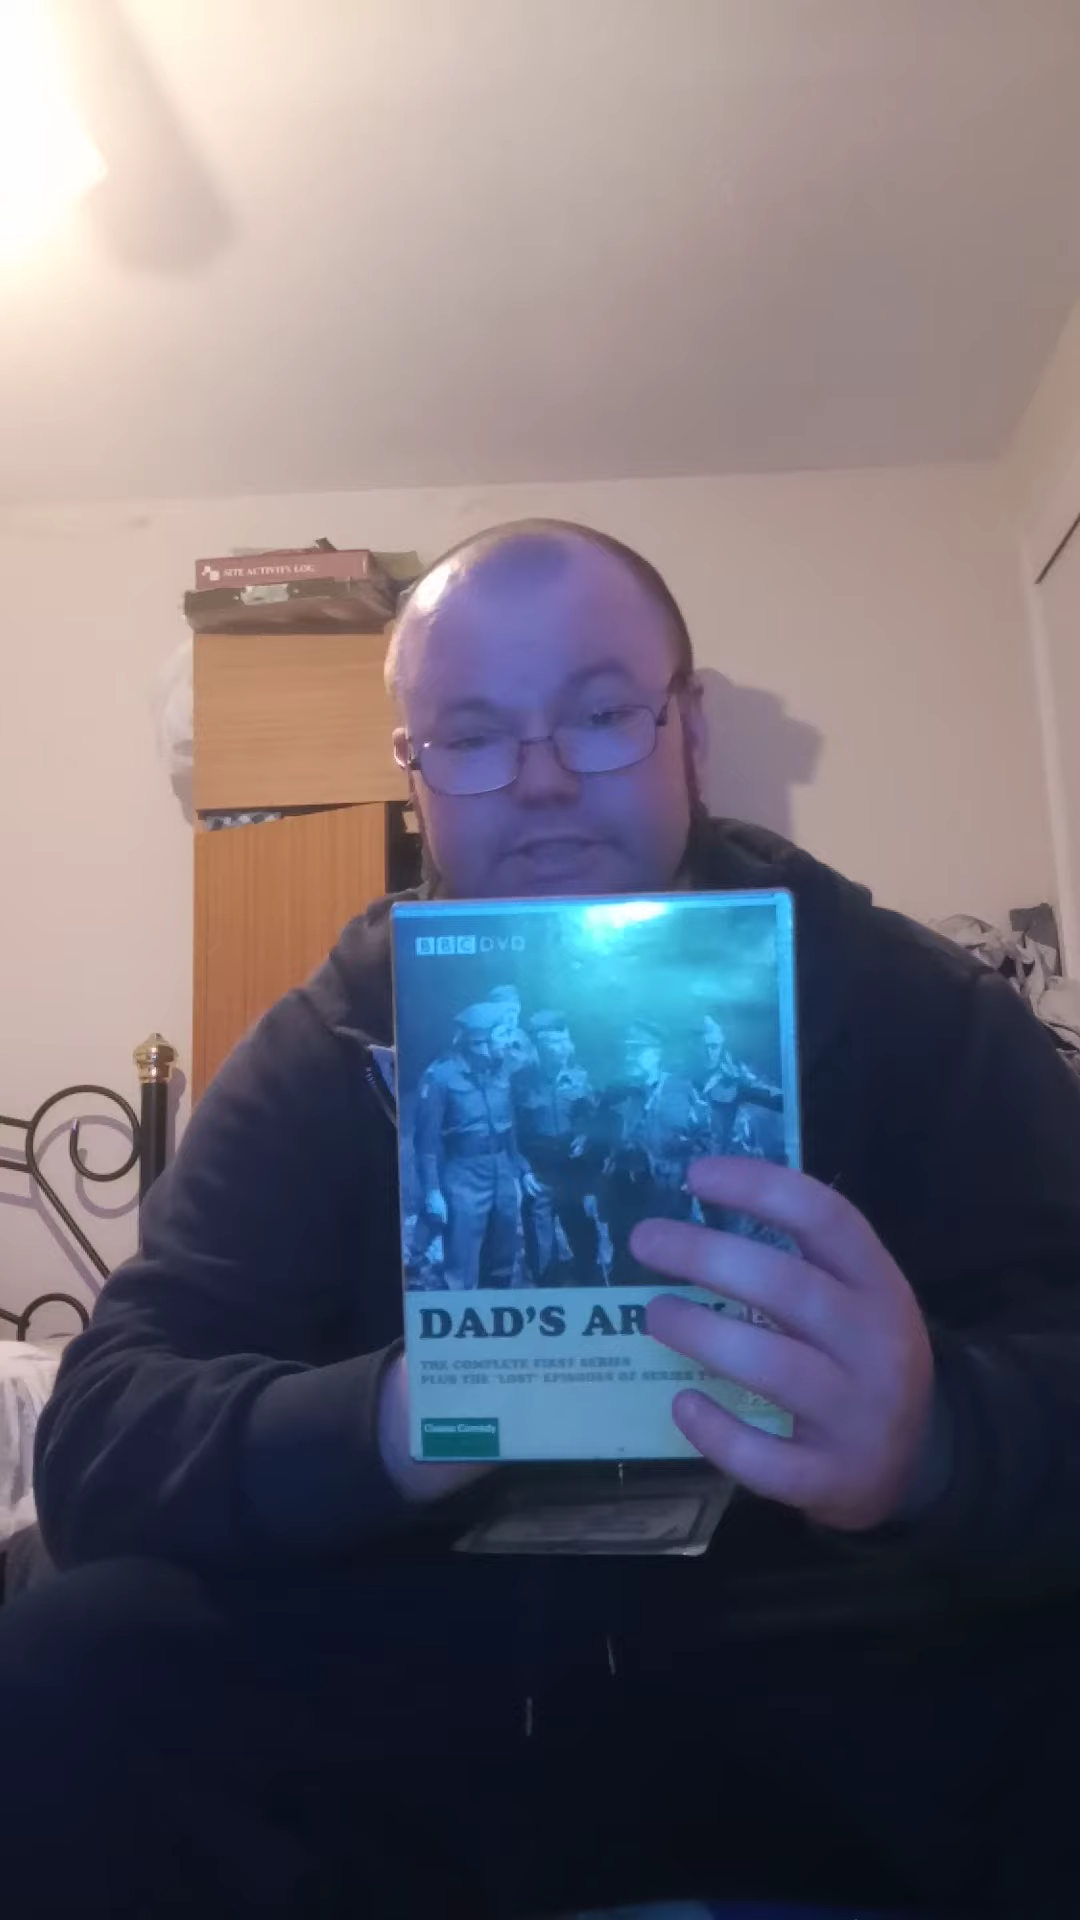 SITE ACTIVITY LOG
BBC DVD
DAD'S AR
THE COMPLETE FIRST SERIES
PLUS THE 'LOST' EPISODES OF SERIES
Classic Comedy